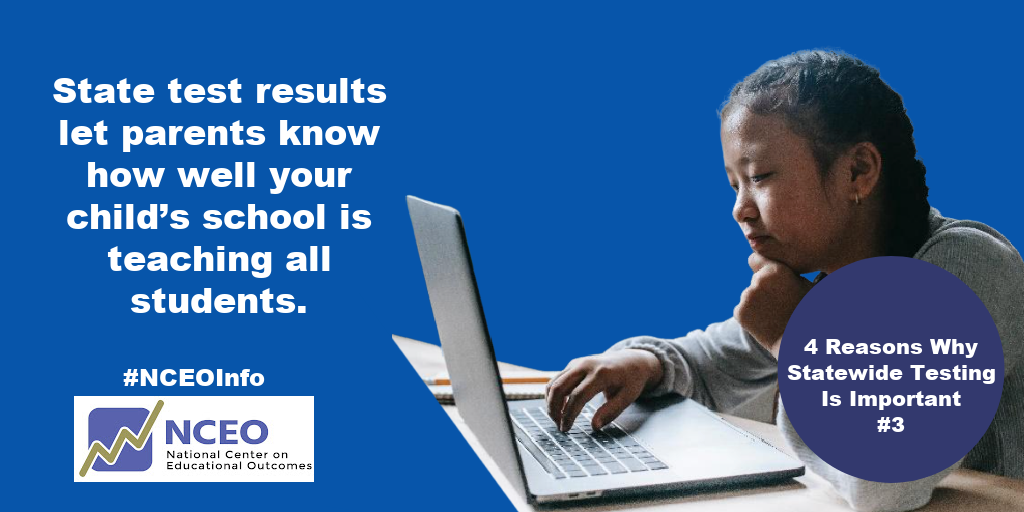 State test results
let parents know
how well your
child’s school is
teaching all
students.
#NCEOInfo
NCEO
National Center on
Educational Outcomes
4 Reasons Why
Statewide Testing
Is Important
#3